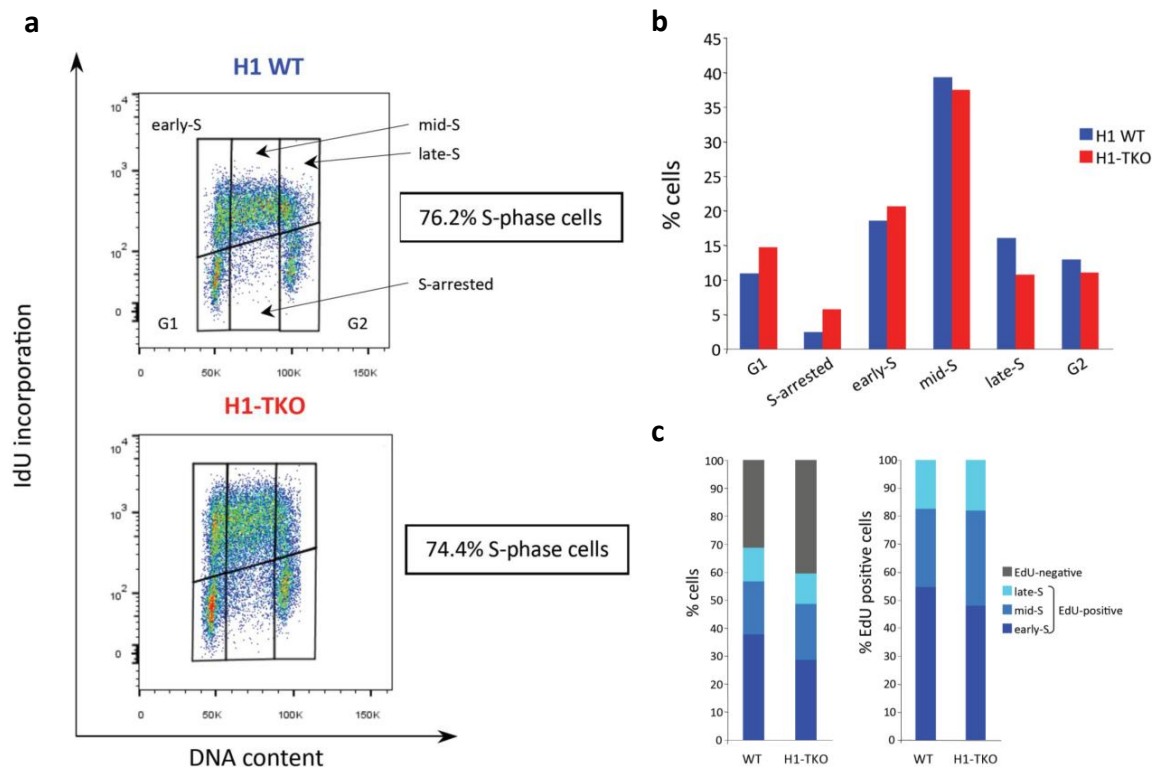 a
H1 WT
10^4
10^3
10^2
0
early-S
mid-S
late-S
76.2% S-phase cells
S-arrested
G1
G2
0
50K
100K
150K
IdU incorporation
H1-TKO
10^4
10^3
10^2
0
74.4% S-phase cells
0
50K
100K
150K
DNA content
b
45
40
35
30
25
20
15
10
5
0
% cells
H1 WT
H1-TKO
G1
S-arrested
early-S
mid-S
late-S
G2
c
100
90
80
70
60
50
40
30
20
10
0
% cells
WT
H1-TKO
100
90
80
70
60
50
40
30
20
10
0
% EdU positive cells
WT
H1-TKO
EdU-negative
late-S
mid-S
EdU-positive
early-S